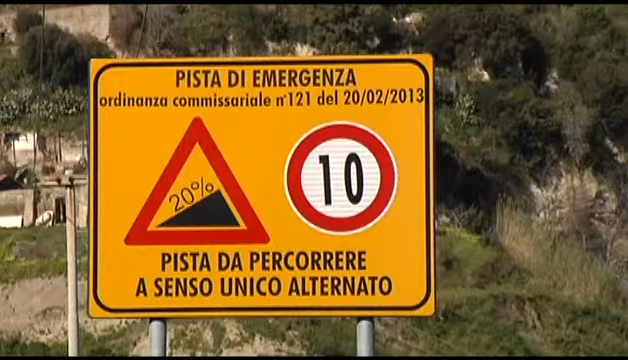 PISTA DI EMERGENZA
ordinanza commissariale n°121 del 20/02/2013
20%
10
PISTA DA PERCORRERE
A SENSO UNICO ALTERNATO